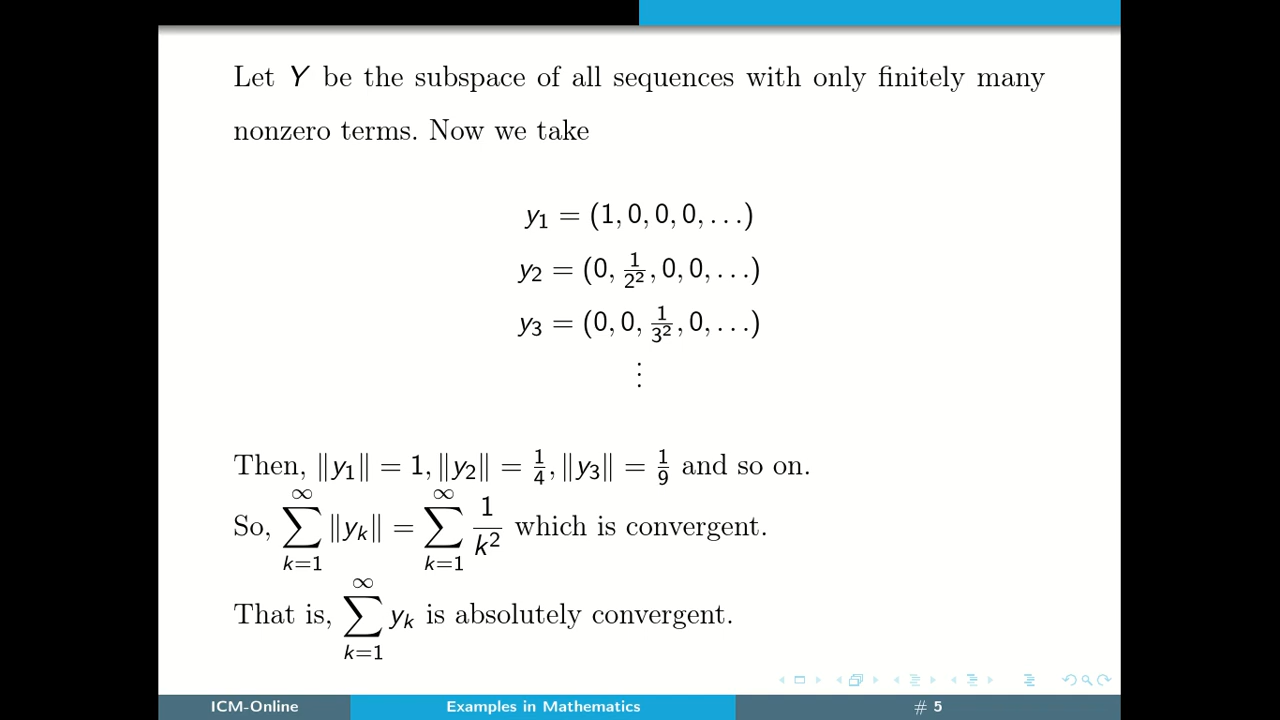 Let Y be the subspace of all sequences with only finitely many
nonzero terms. Now we take
y₁ = (1, 0, 0, 0, . . .)
y₂ = (0, 1/2², 0, 0, . . .)
y₃ = (0, 0, 1/3², 0, . . .)
⋮
Then, ‖y₁‖ = 1, ‖y₂‖ = 1/4, ‖y₃‖ = 1/9 and so on.
So, ∑_{k=1}^{∞} ‖y_k‖ = ∑_{k=1}^{∞} 1/k² which is convergent.
That is, ∑_{k=1}^{∞} y_k is absolutely convergent.
ICM-Online Examples in Mathematics # 5